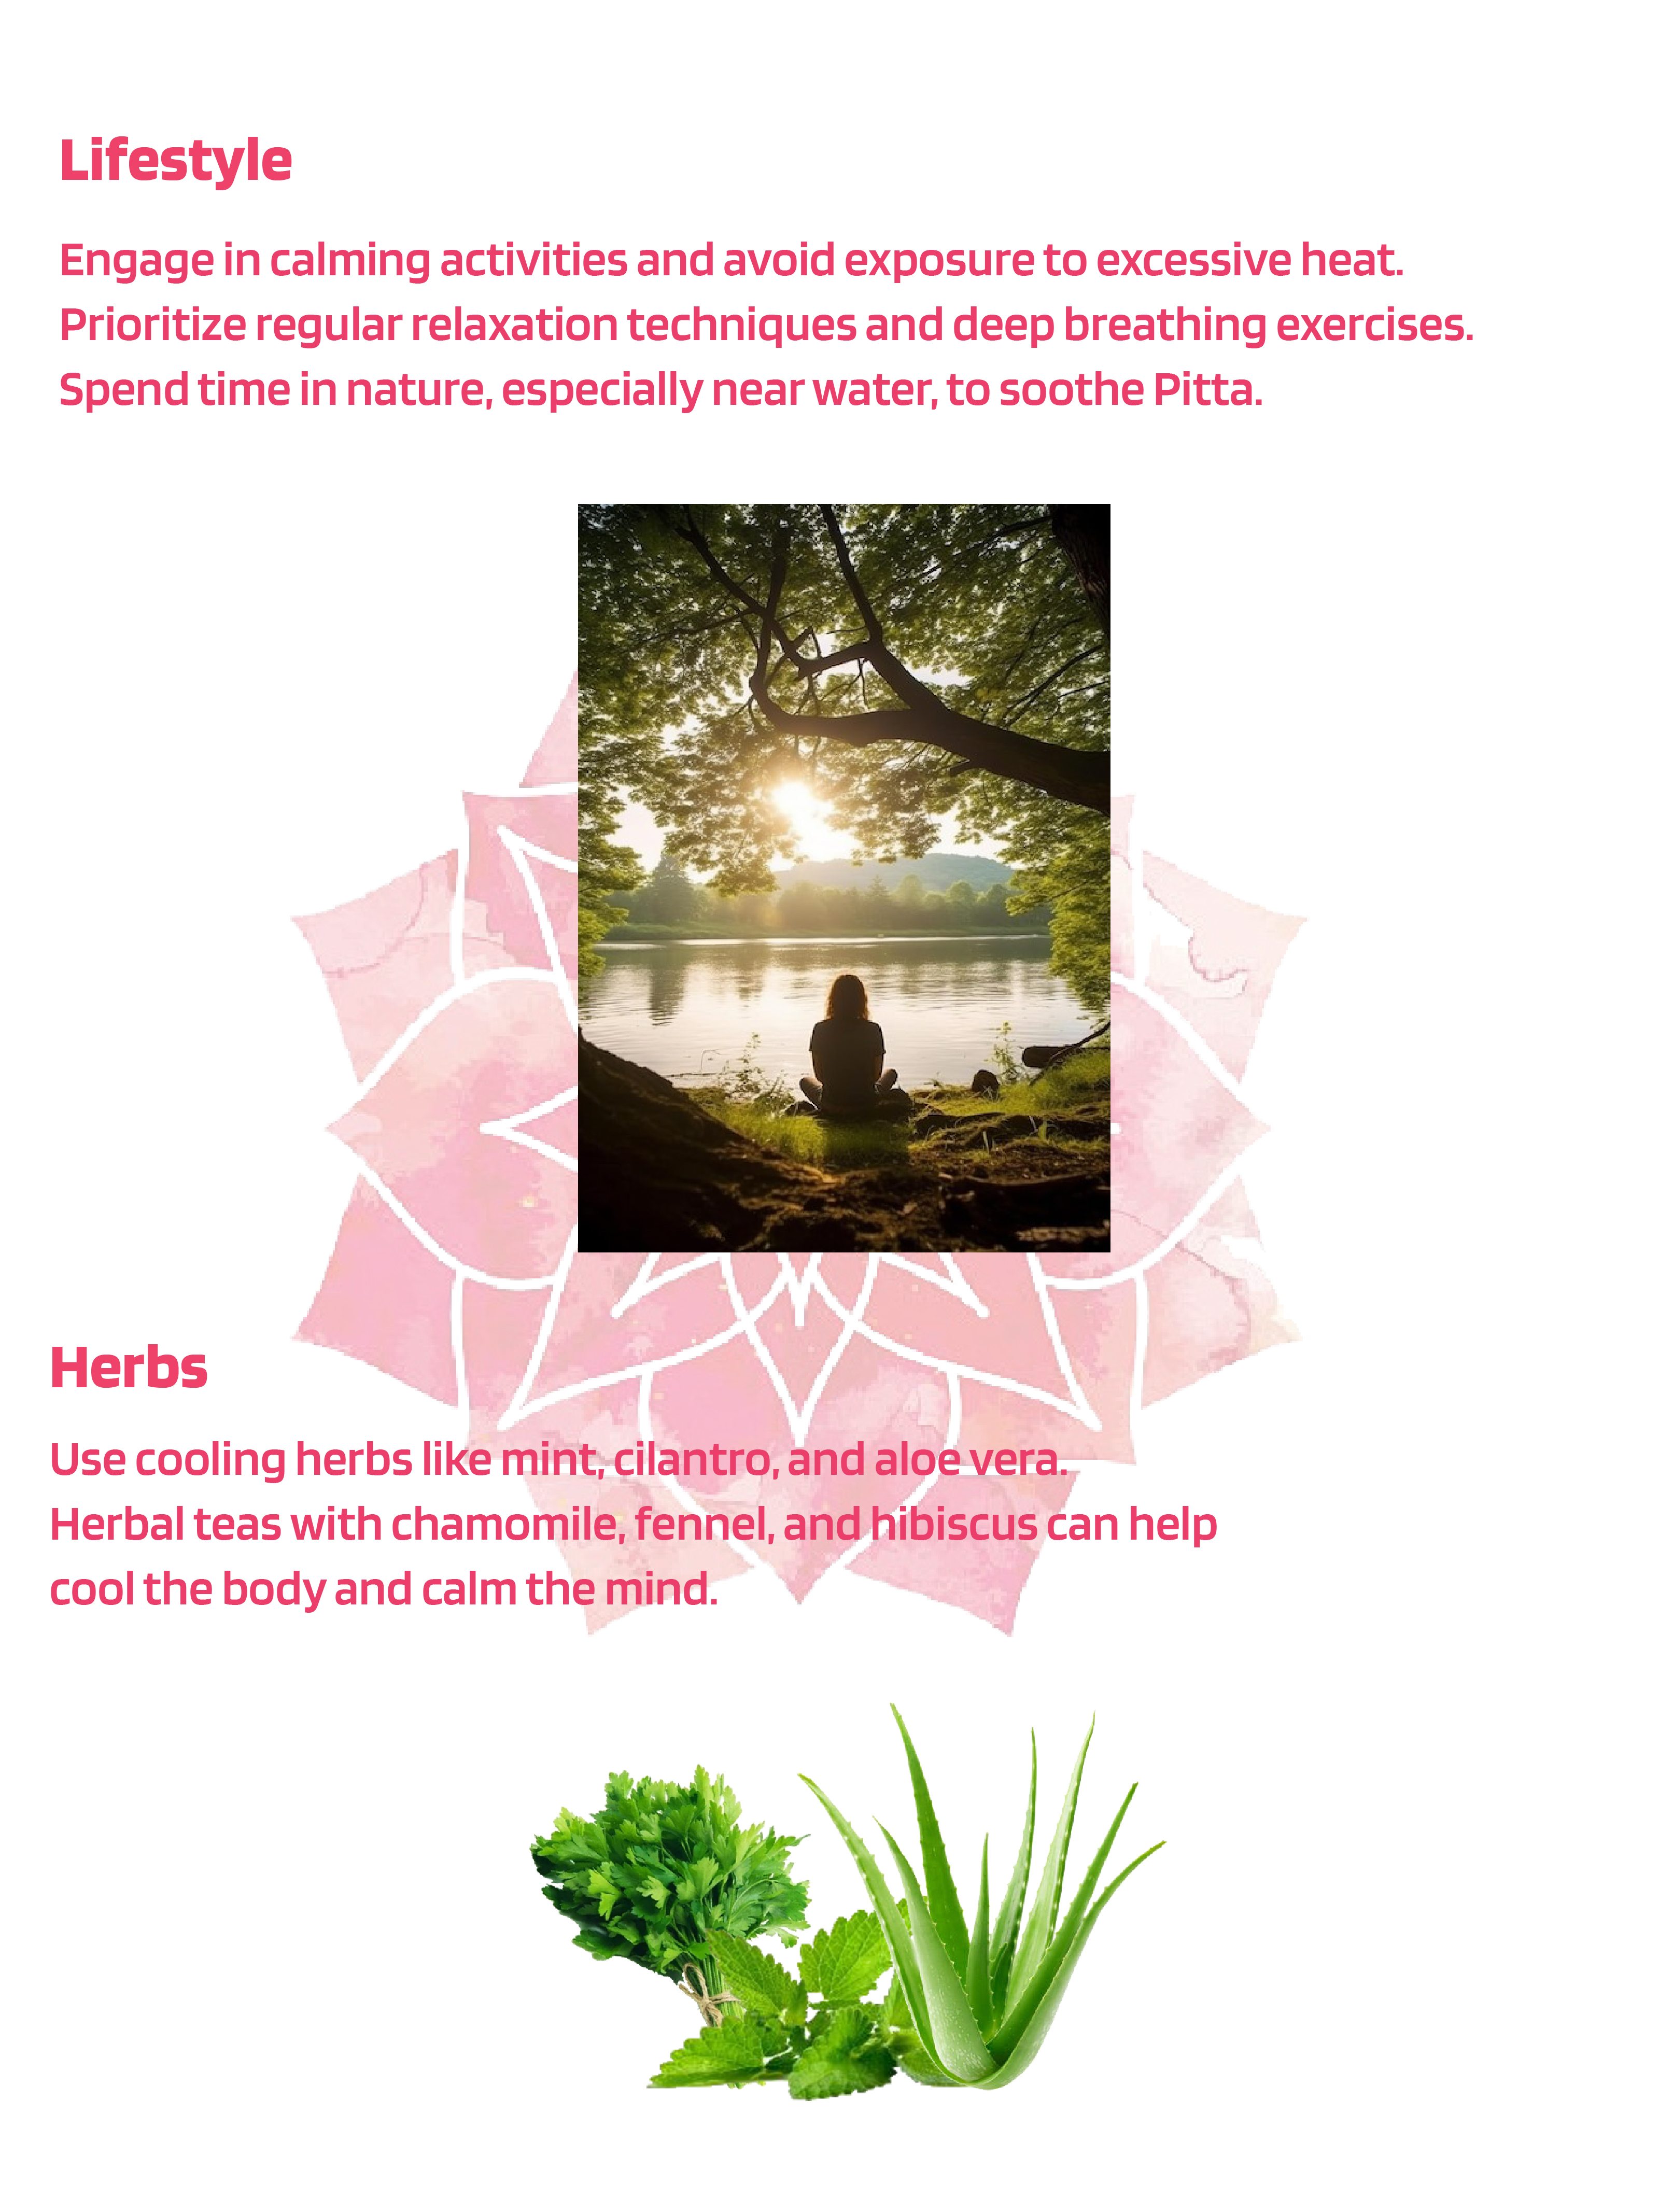 Lifestyle
Engage in calming activities and avoid exposure to excessive heat.
Prioritize regular relaxation techniques and deep breathing exercises.
Spend time in nature, especially near water, to soothe Pitta.
Herbs
Use cooling herbs like mint, cilantro, and aloe vera.
Herbal teas with chamomile, fennel, and hibiscus can help
cool the body and calm the mind.